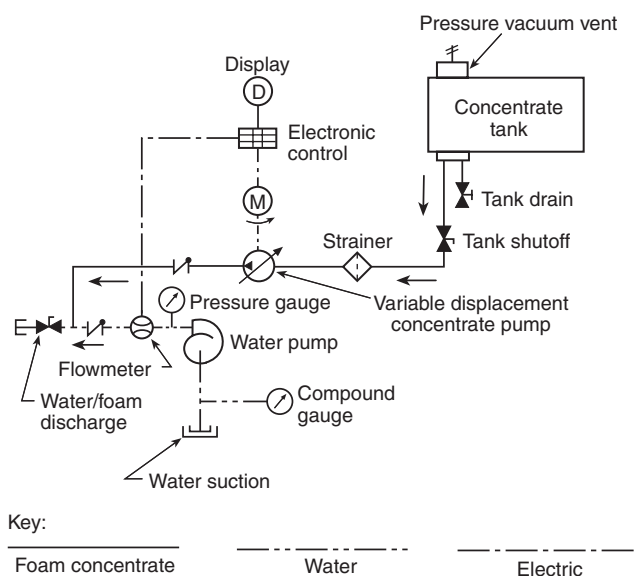 Pressure vacuum vent
Display
D
Concentrate
tank
Electronic
control
M
Tank drain
Strainer
Tank shutoff
Pressure gauge
Variable displacement
concentrate pump
Water pump
Flowmeter
Compound
gauge
Water/foam
discharge
Water suction
Key:
Foam concentrate
Water
Electric